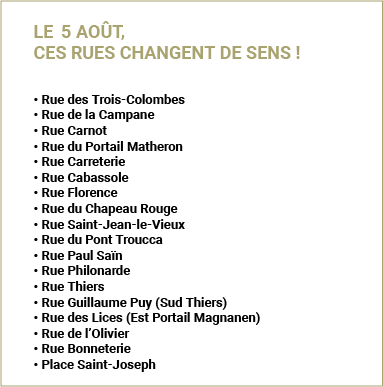 LE 5 AOÛT,
CES RUES CHANGENT DE SENS !
• Rue des Trois-Colombes
• Rue de la Campane
• Rue Carnot
• Rue du Portail Matheron
• Rue Carreterie
• Rue Cabassole
• Rue Florence
• Rue du Chapeau Rouge
• Rue Saint-Jean-le-Vieux
• Rue du Pont Troucca
• Rue Paul Saïn
• Rue Philonarde
• Rue Thiers
• Rue Guillaume Puy (Sud Thiers)
• Rue des Lices (Est Portail Magnanen)
• Rue de l’Olivier
• Rue Bonneterie
• Place Saint-Joseph